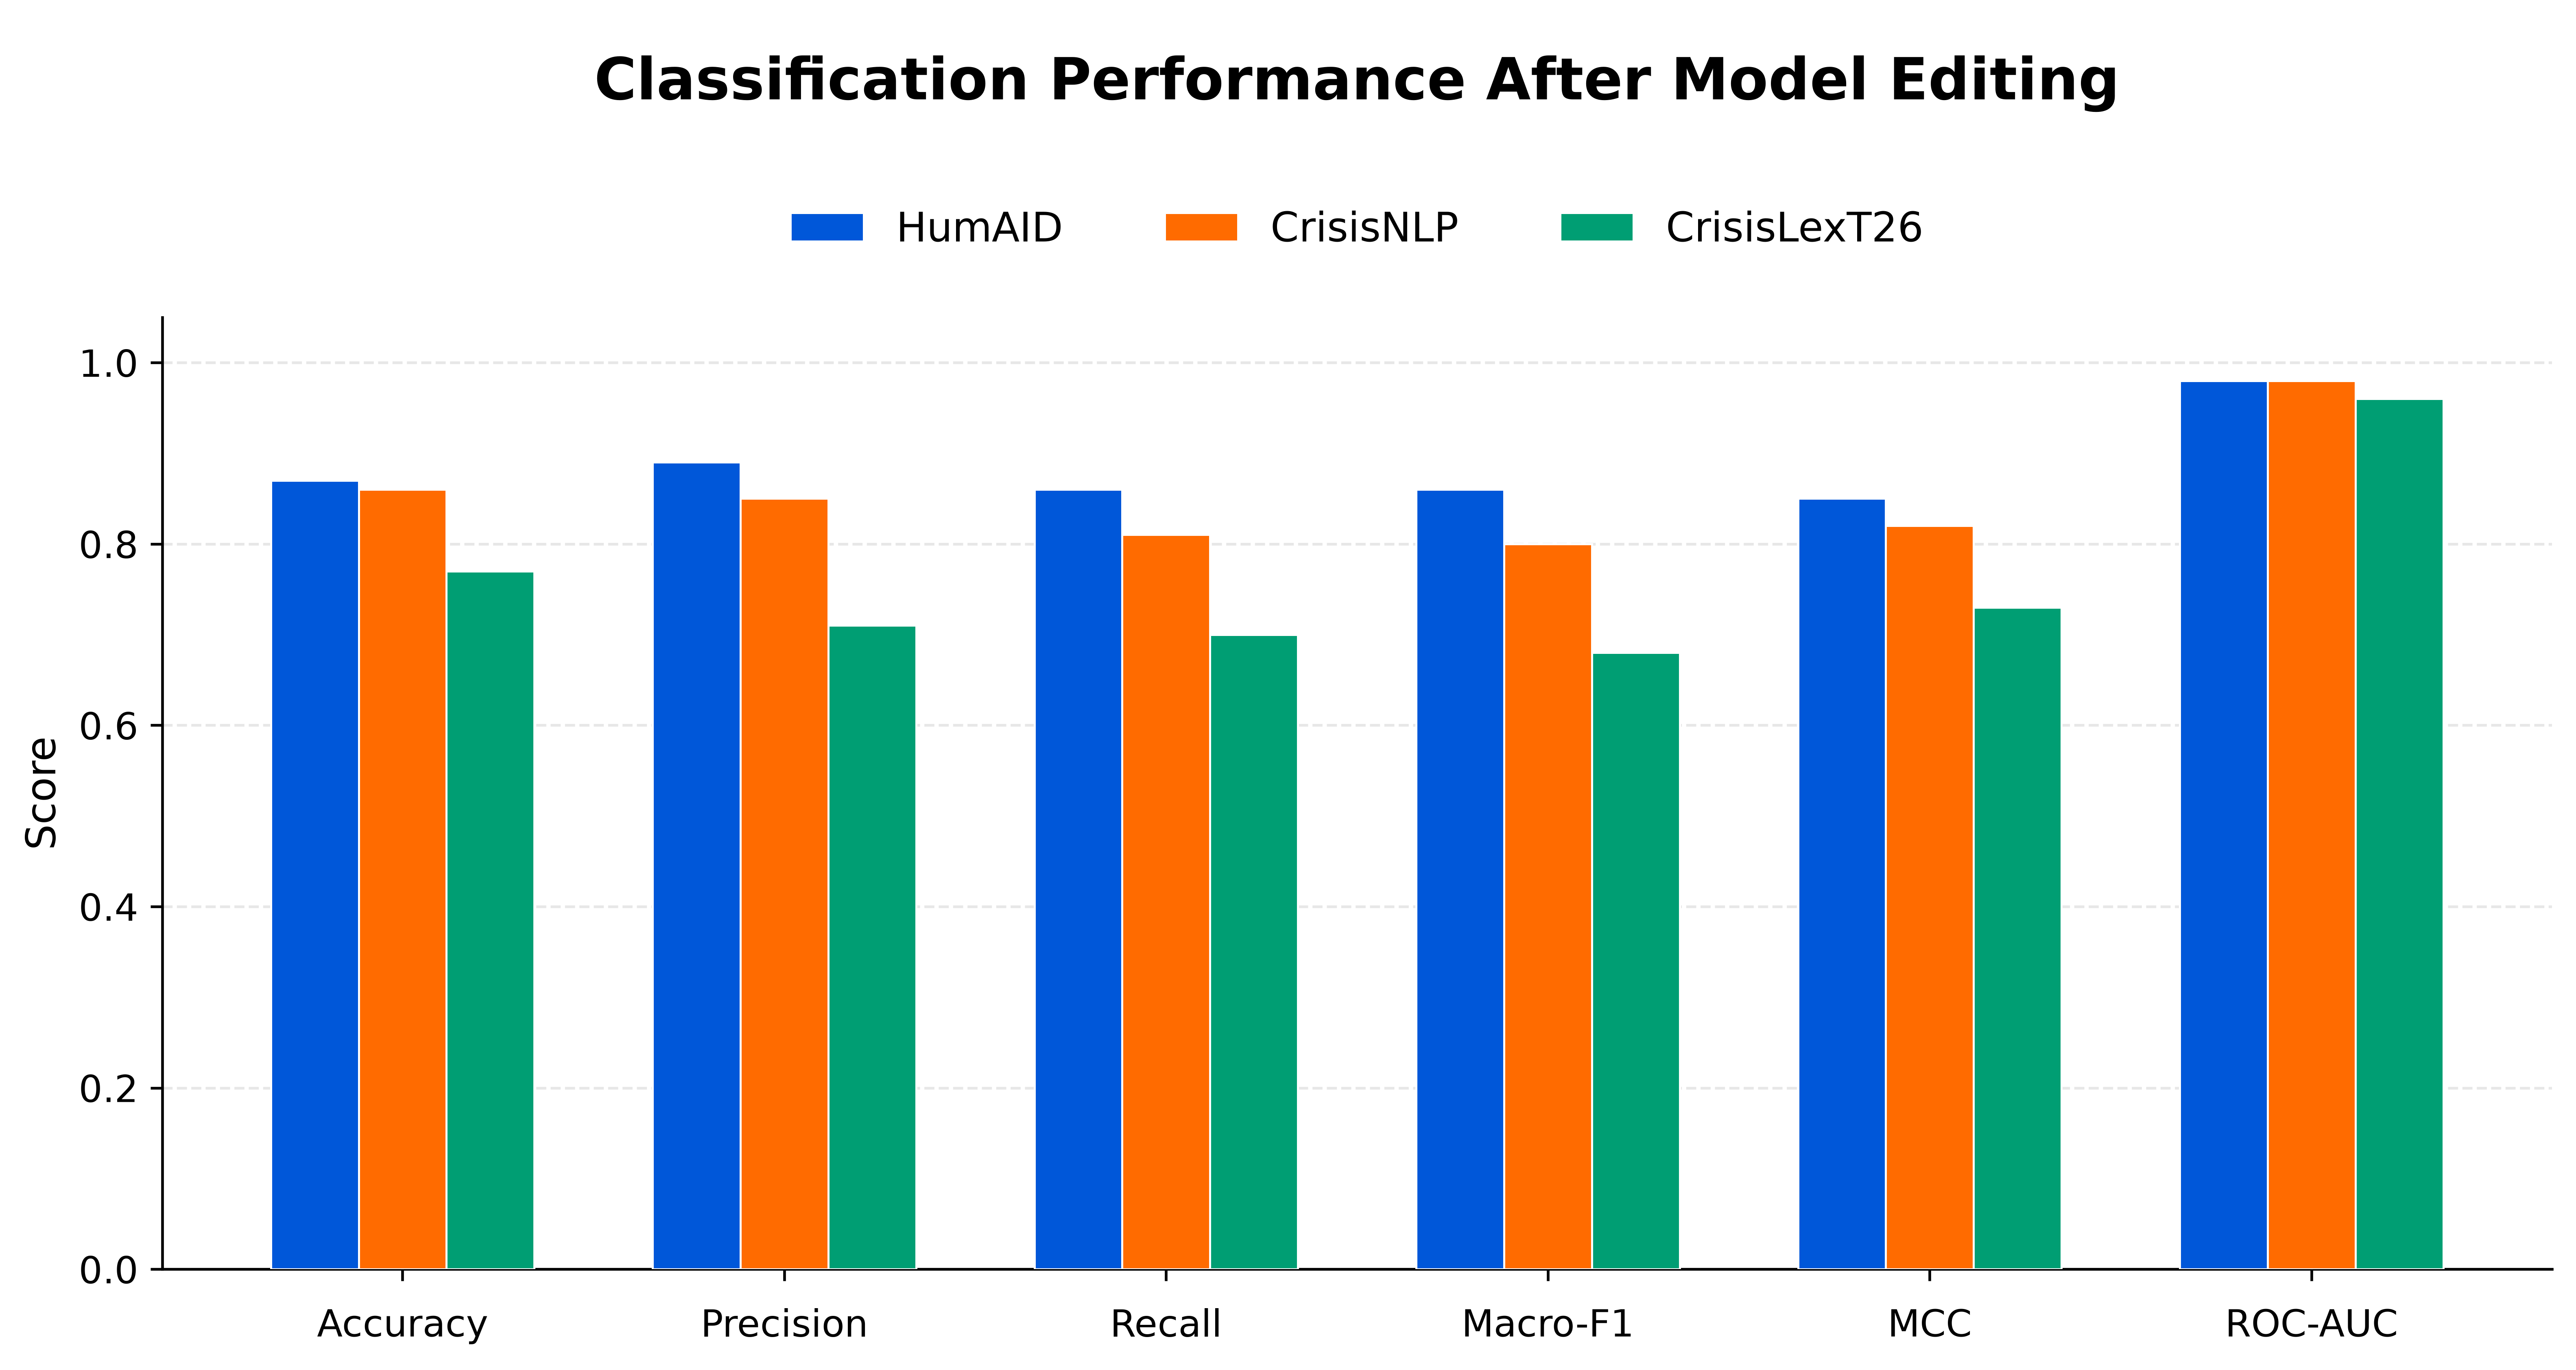 Classification Performance After Model Editing
HumAID CrisisNLP CrisisLexT26
Score
1.0
0.8
0.6
0.4
0.2
0.0
Accuracy Precision Recall Macro-F1 MCC ROC-AUC